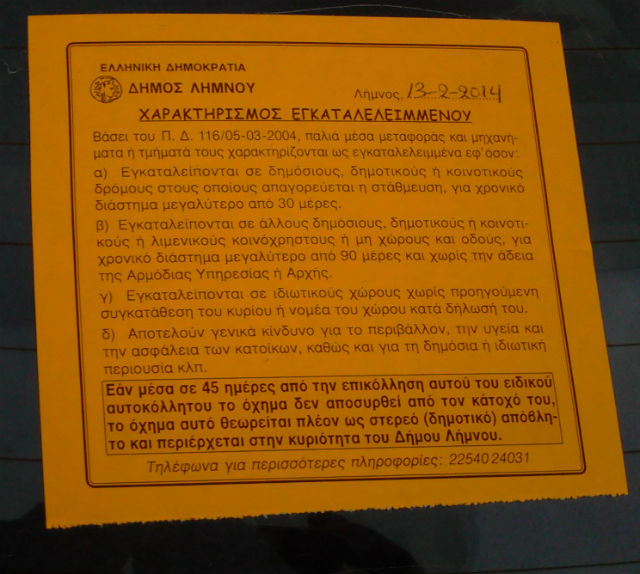 ΕΛΛΗΝΙΚΗ ΔΗΜΟΚΡΑΤΙΑ
ΔΗΜΟΣ ΛΗΜΝΟΥ
Λήμνος, 13-2-2014
ΧΑΡΑΚΤΗΡΙΣΜΟΣ ΕΓΚΑΤΑΛΕΛΕΙΜΜΕΝΟΥ
Βάσει του Π. Δ. 116/05-03-2004, παλιά μέσα μεταφοράς και μηχανή-
ματα ή τμήματά τους χαρακτηρίζονται ως εγκαταλελειμμένα εφ'όσον:
α) Εγκαταλείπονται σε δημόσιους, δημοτικούς ή κοινοτικούς
δρόμους στους οποίους απαγορεύεται η στάθμευση, για χρονικό
διάστημα μεγαλύτερο από 30 μέρες.
β) Εγκαταλείπονται σε άλλους δημόσιους, δημοτικούς ή κοινοτι-
κούς ή λιμενικούς κοινόχρηστους ή μη χώρους και οδούς, για
χρονικό διάστημα μεγαλύτερο από 90 μέρες και χωρίς την άδεια
της Αρμόδιας Υπηρεσίας ή Αρχής.
γ) Εγκαταλείπονται σε ιδιωτικούς χώρους χωρίς προηγούμενη
συγκατάθεση του κυρίου ή νομέα του χώρου κατά δήλωσή του.
δ) Αποτελούν γενικά κίνδυνο για το περιβάλλον, την υγεία και
την ασφάλεια των κατοίκων, καθώς και για τη δημόσια ή ιδιωτική
περιουσία κλπ.
Εάν μέσα σε 45 ημέρες από την επικόλληση αυτού του ειδικού
αυτοκόλλητου το όχημα δεν αποσυρθεί από τον κάτοχό του,
το όχημα αυτό θεωρείται πλέον ως στερεό (δημοτικό) απόβλη-
το και περιέρχεται στην κυριότητα του Δήμου Λήμνου.
Τηλέφωνα για περισσότερες πληροφορίες: 2254024031